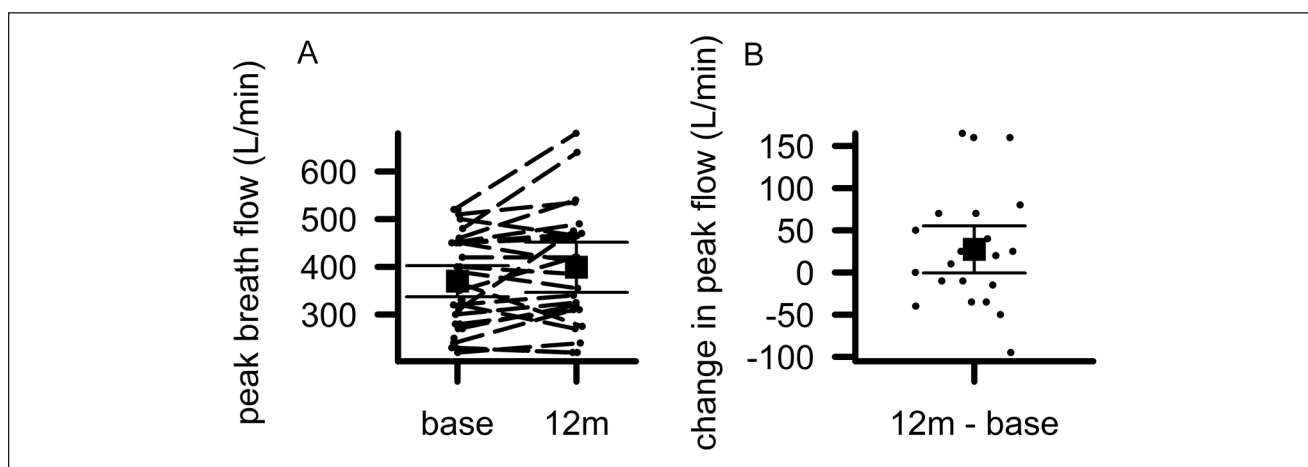 A
peak breath flow (L/min)
600
500
400
300
base
12m
B
change in peak flow (L/min)
150
100
50
0
-50
-100
12m - base